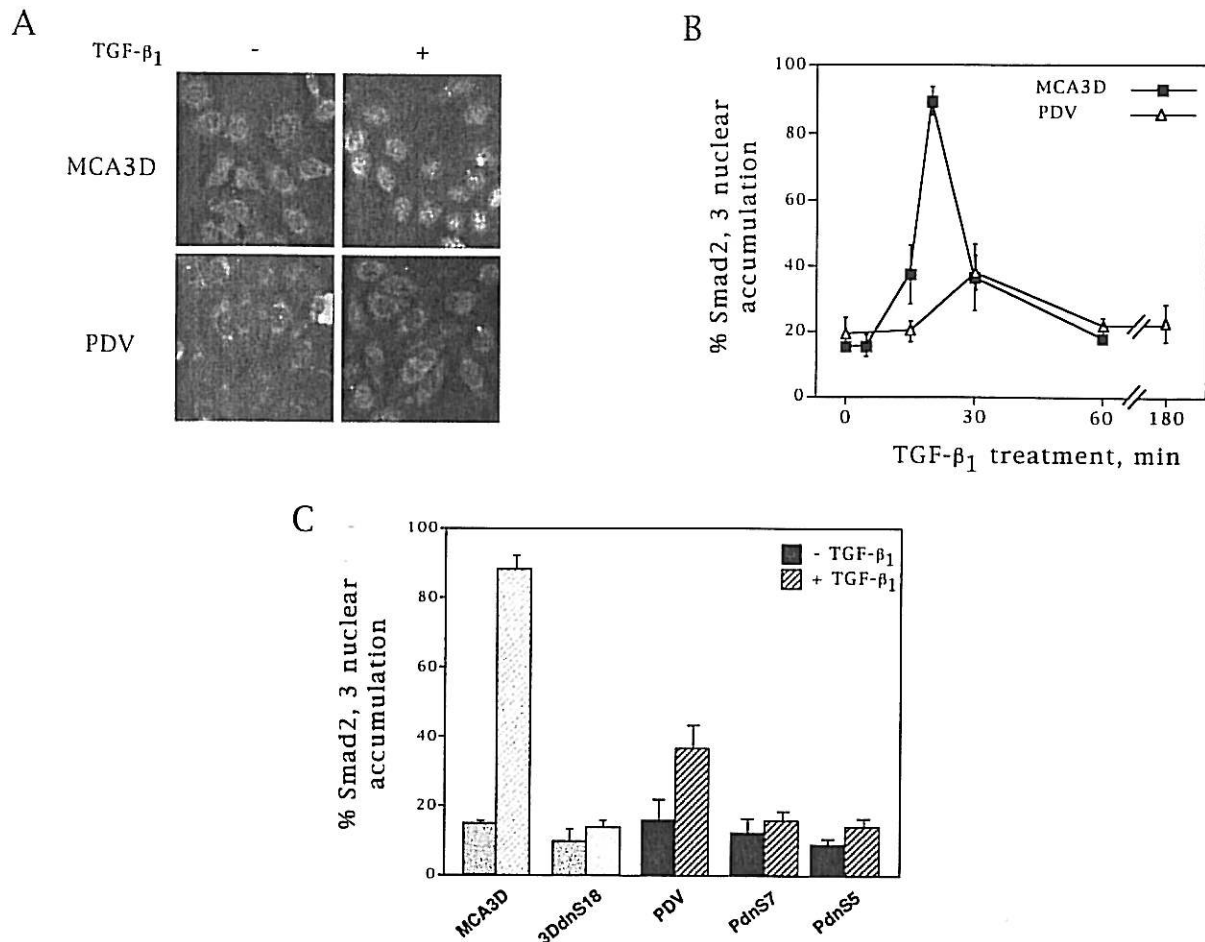 A
TGF-β1 - +
MCA3D
PDV
B
% Smad2, 3 nuclear
accumulation
100
80
60
40
20
0
MCA3D
PDV
0 30 60 180
TGF-β1 treatment, min
C
% Smad2, 3 nuclear
accumulation
100
80
60
40
20
0
- TGF-β1
+ TGF-β1
MCA3D 3DdnS18 PDV PdnS7 PdnS5